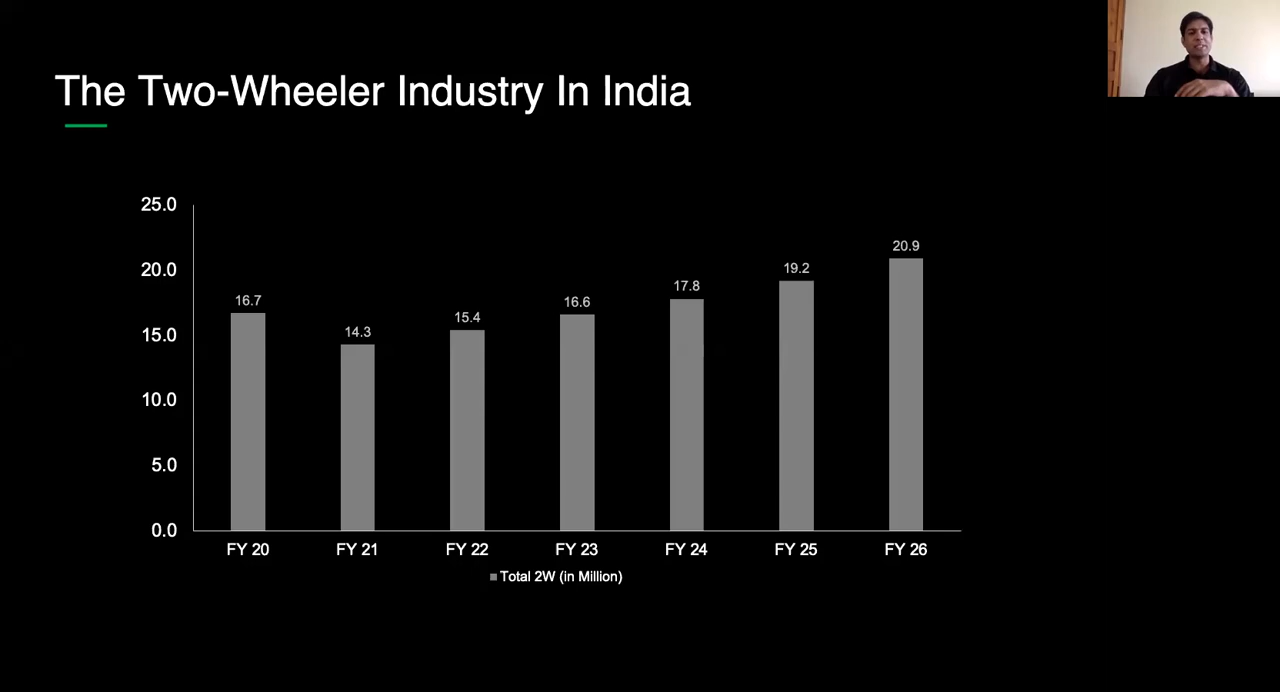 The Two-Wheeler Industry In India
25.0
20.0
15.0
10.0
5.0
0.0
16.7
14.3
15.4
16.6
17.8
19.2
20.9
FY 20
FY 21
FY 22
FY 23
FY 24
FY 25
FY 26
Total 2W (in Million)